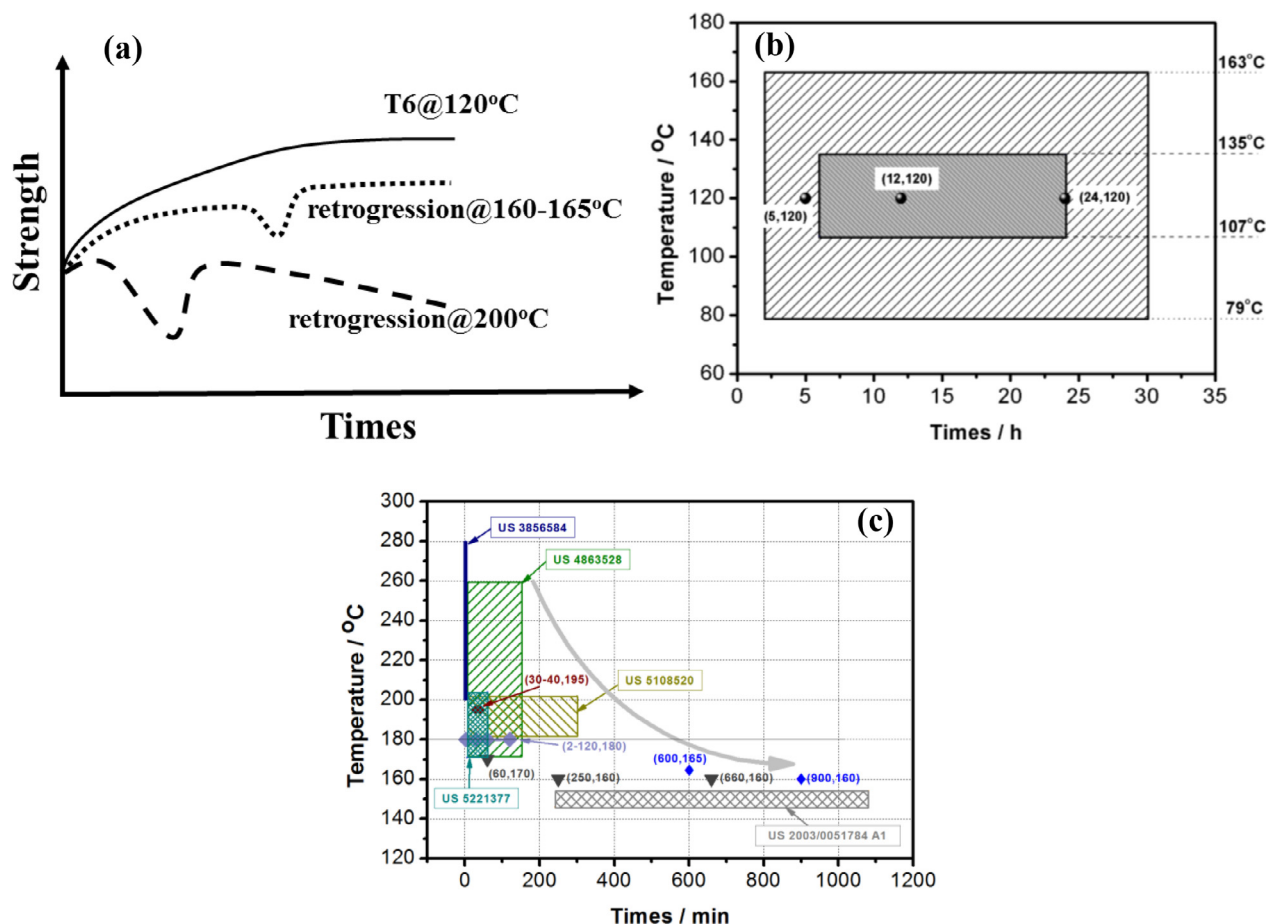 (a)
Strength
T6@120°C
retrogression@160-165°C
retrogression@200°C
Times
(b)
Temperature / °C
180
160
140
120
100
80
60
(5,120)
(12,120)
(24,120)
163°C
135°C
107°C
79°C
0
5
10
15
20
25
30
35
Times / h
(c)
Temperature / °C
300
280
260
240
220
200
180
160
140
120
US 3856584
US 4863528
(30-40,195)
US 5108520
(2-120,180)
(60,170)
(250,160)
(600,165)
(660,160)
(900,160)
US 5221377
US 2003/0051784 A1
0
200
400
600
800
1000
1200
Times / min